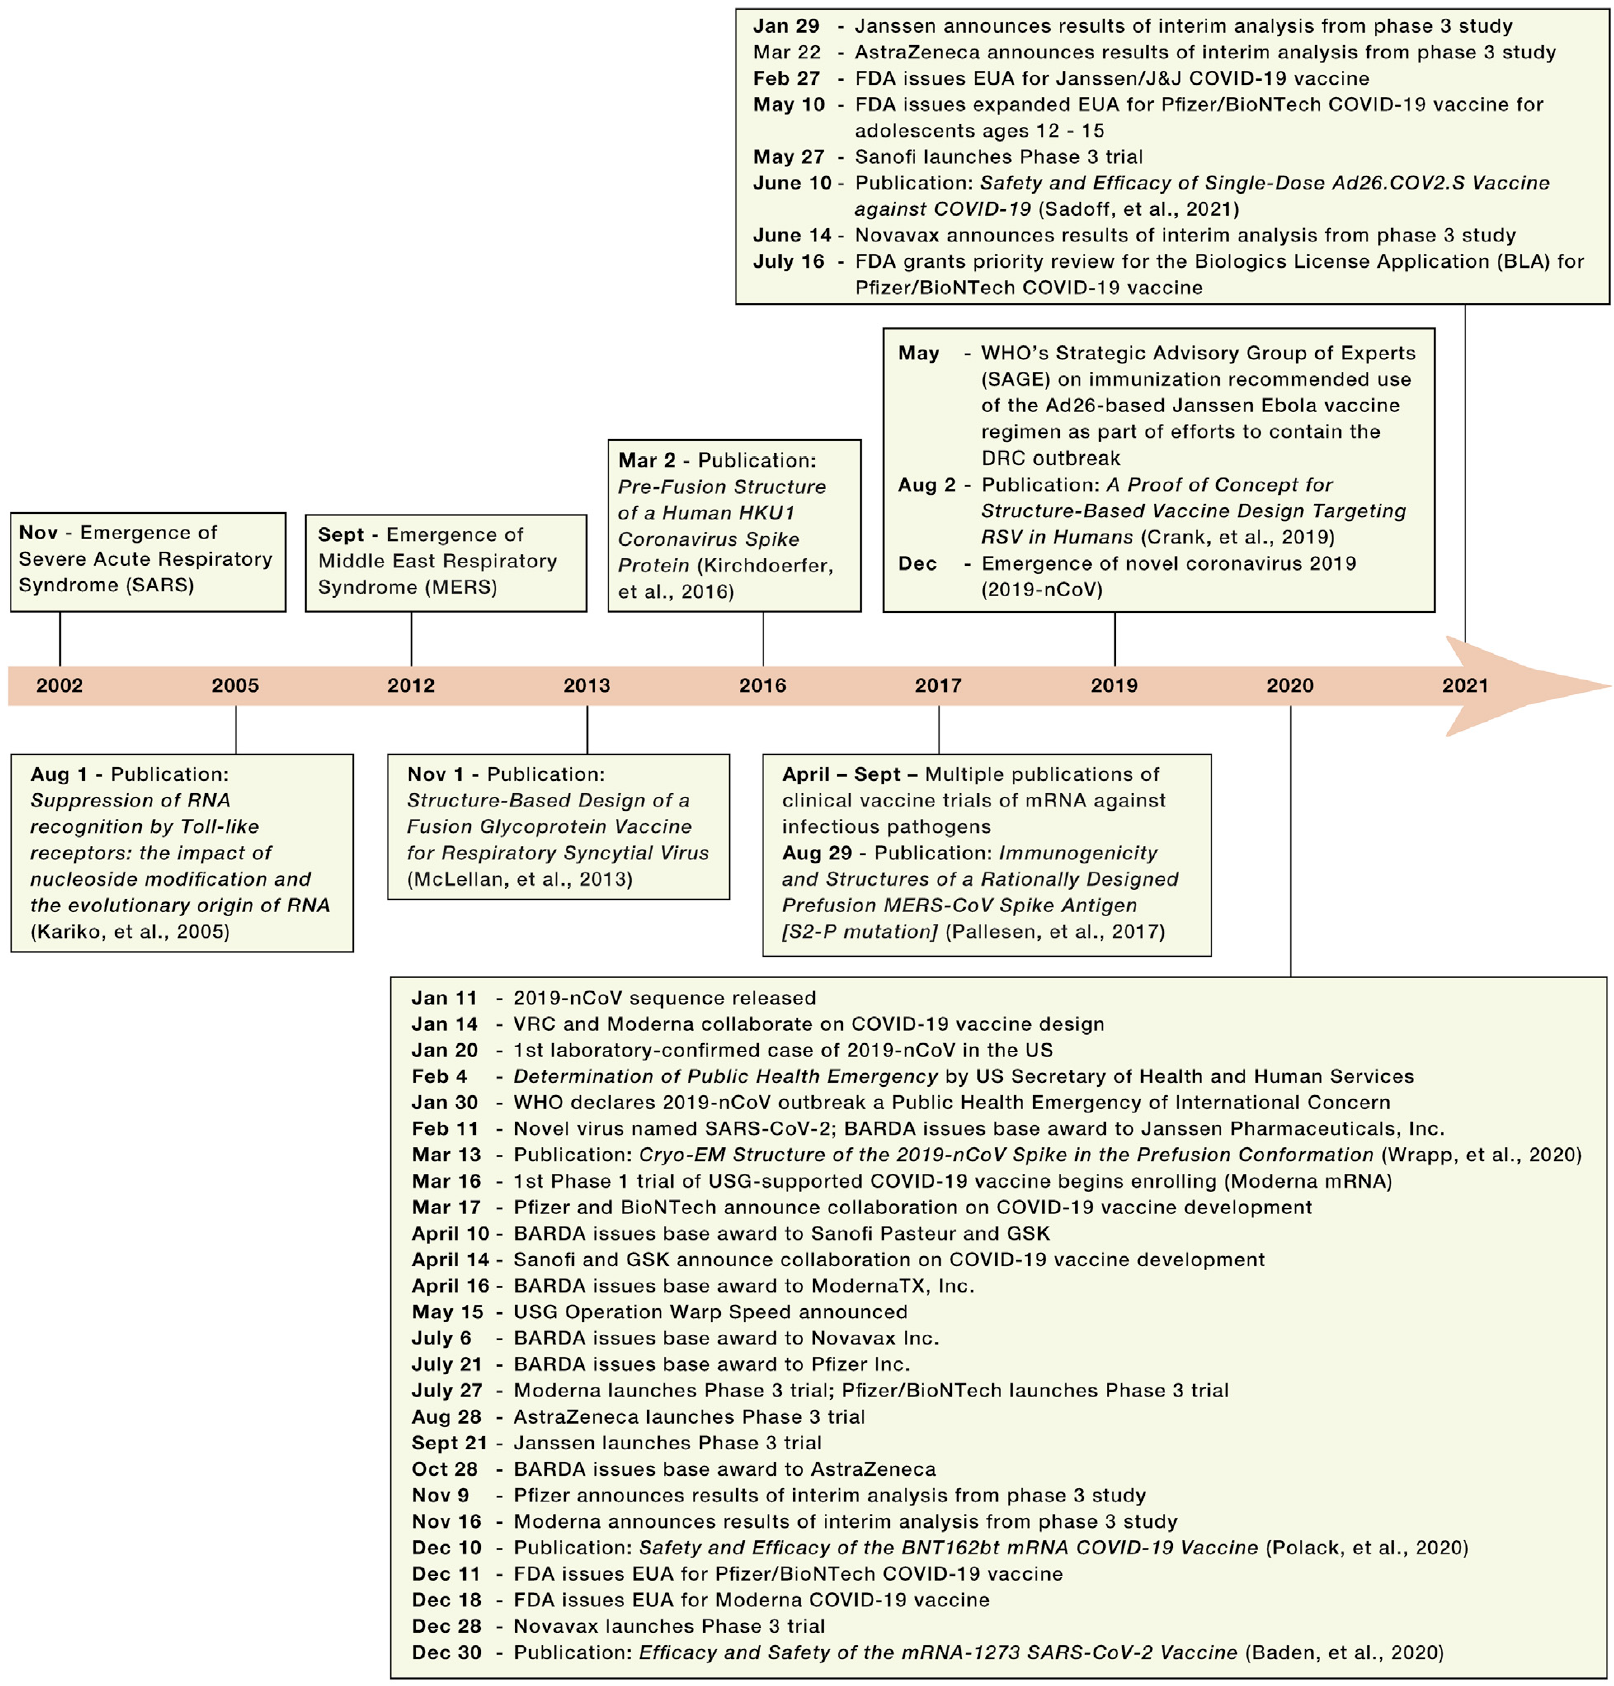 Jan 29 - Janssen announces results of interim analysis from phase 3 study
Mar 22 - AstraZeneca announces results of interim analysis from phase 3 study
Feb 27 - FDA issues EUA for Janssen/J&J COVID-19 vaccine
May 10 - FDA issues expanded EUA for Pfizer/BioNTech COVID-19 vaccine for
adolescents ages 12 - 15
May 27 - Sanofi launches Phase 3 trial
June 10 - Publication: Safety and Efficacy of Single-Dose Ad26.COV2.S Vaccine
against COVID-19 (Sadoff, et al., 2021)
June 14 - Novavax announces results of interim analysis from phase 3 study
July 16 - FDA grants priority review for the Biologics License Application (BLA) for
Pfizer/BioNTech COVID-19 vaccine
May - WHO's Strategic Advisory Group of Experts
(SAGE) on immunization recommended use
of the Ad26-based Janssen Ebola vaccine
regimen as part of efforts to contain the
DRC outbreak
Aug 2 - Publication: A Proof of Concept for
Structure-Based Vaccine Design Targeting
RSV in Humans (Crank, et al., 2019)
Dec - Emergence of novel coronavirus 2019
(2019-nCoV)
Mar 2 - Publication:
Pre-Fusion Structure
of a Human HKU1
Coronavirus Spike
Protein (Kirchdoerfer,
et al., 2016)
Nov - Emergence of
Severe Acute Respiratory
Syndrome (SARS)
Sept - Emergence of
Middle East Respiratory
Syndrome (MERS)
2002 2005 2012 2013 2016 2017 2019 2020 2021
Aug 1 - Publication:
Suppression of RNA
recognition by Toll-like
receptors: the impact of
nucleoside modification and
the evolutionary origin of RNA
(Kariko, et al., 2005)
Nov 1 - Publication:
Structure-Based Design of a
Fusion Glycoprotein Vaccine
for Respiratory Syncytial Virus
(McLellan, et al., 2013)
April – Sept – Multiple publications of
clinical vaccine trials of mRNA against
infectious pathogens
Aug 29 - Publication: Immunogenicity
and Structures of a Rationally Designed
Prefusion MERS-CoV Spike Antigen
[S2-P mutation] (Pallesen, et al., 2017)
Jan 11 - 2019-nCoV sequence released
Jan 14 - VRC and Moderna collaborate on COVID-19 vaccine design
Jan 20 - 1st laboratory-confirmed case of 2019-nCoV in the US
Feb 4 - Determination of Public Health Emergency by US Secretary of Health and Human Services
Jan 30 - WHO declares 2019-nCoV outbreak a Public Health Emergency of International Concern
Feb 11 - Novel virus named SARS-CoV-2; BARDA issues base award to Janssen Pharmaceuticals, Inc.
Mar 13 - Publication: Cryo-EM Structure of the 2019-nCoV Spike in the Prefusion Conformation (Wrapp, et al., 2020)
Mar 16 - 1st Phase 1 trial of USG-supported COVID-19 vaccine begins enrolling (Moderna mRNA)
Mar 17 - Pfizer and BioNTech announce collaboration on COVID-19 vaccine development
April 10 - BARDA issues base award to Sanofi Pasteur and GSK
April 14 - Sanofi and GSK announce collaboration on COVID-19 vaccine development
April 16 - BARDA issues base award to ModernaTX, Inc.
May 15 - USG Operation Warp Speed announced
July 6 - BARDA issues base award to Novavax Inc.
July 21 - BARDA issues base award to Pfizer Inc.
July 27 - Moderna launches Phase 3 trial; Pfizer/BioNTech launches Phase 3 trial
Aug 28 - AstraZeneca launches Phase 3 trial
Sept 21 - Janssen launches Phase 3 trial
Oct 28 - BARDA issues base award to AstraZeneca
Nov 9 - Pfizer announces results of interim analysis from phase 3 study
Nov 16 - Moderna announces results of interim analysis from phase 3 study
Dec 10 - Publication: Safety and Efficacy of the BNT162bt mRNA COVID-19 Vaccine (Polack, et al., 2020)
Dec 11 - FDA issues EUA for Pfizer/BioNTech COVID-19 vaccine
Dec 18 - FDA issues EUA for Moderna COVID-19 vaccine
Dec 28 - Novavax launches Phase 3 trial
Dec 30 - Publication: Efficacy and Safety of the mRNA-1273 SARS-CoV-2 Vaccine (Baden, et al., 2020)